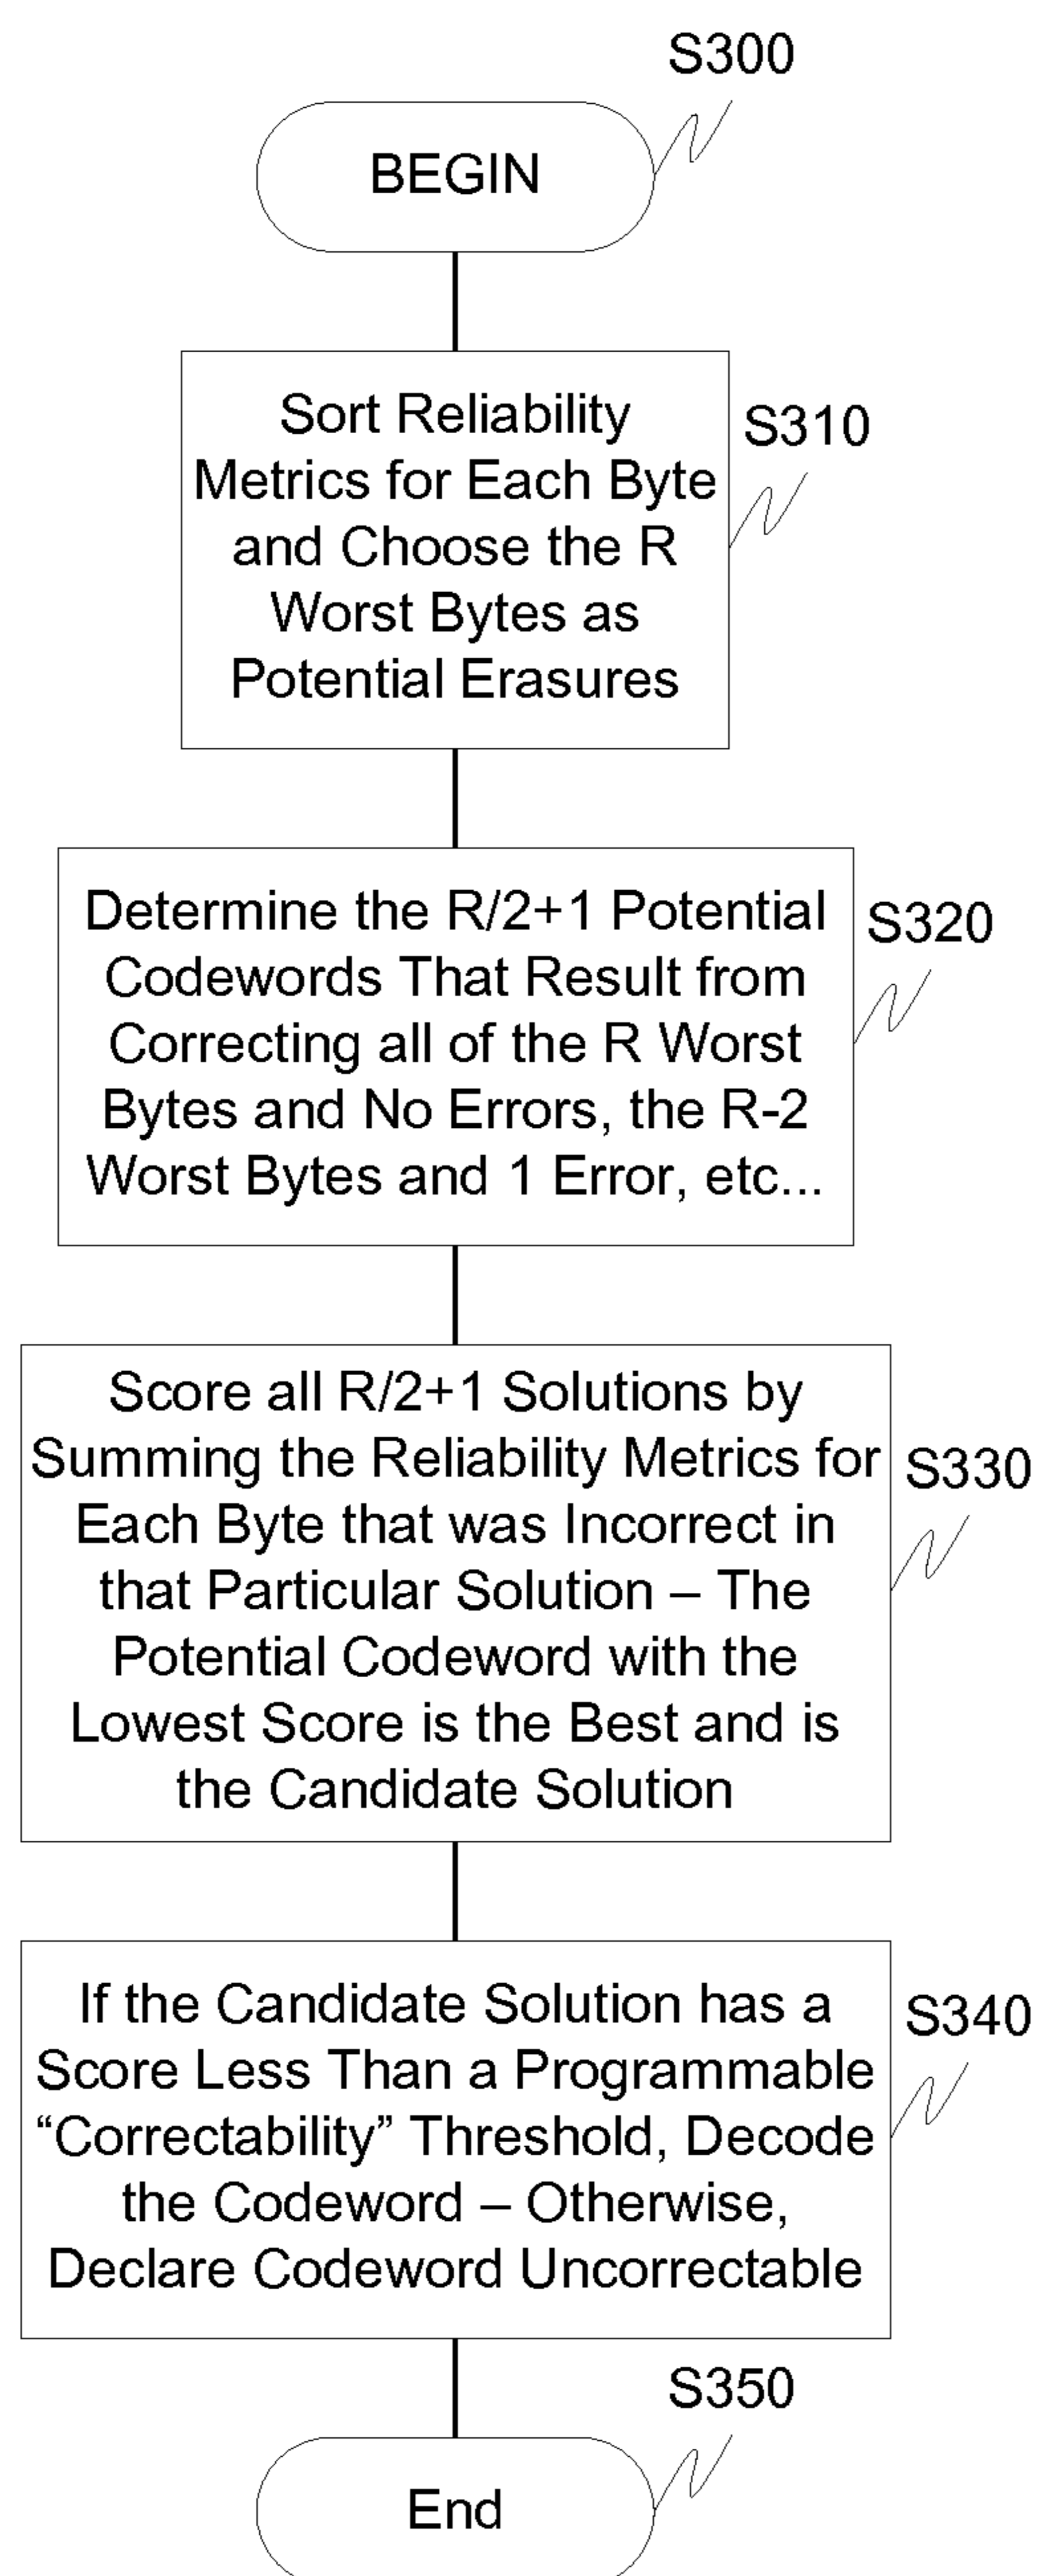 S300
BEGIN
Sort Reliability
Metrics for Each Byte
and Choose the R
Worst Bytes as
Potential Erasures
S310
Determine the R/2+1 Potential
Codewords That Result from
Correcting all of the R Worst
Bytes and No Errors, the R-2
Worst Bytes and 1 Error, etc...
S320
Score all R/2+1 Solutions by
Summing the Reliability Metrics for
Each Byte that was Incorrect in
that Particular Solution – The
Potential Codeword with the
Lowest Score is the Best and is
the Candidate Solution
S330
If the Candidate Solution has a
Score Less Than a Programmable
“Correctability” Threshold, Decode
the Codeword – Otherwise,
Declare Codeword Uncorrectable
S340
S350
End